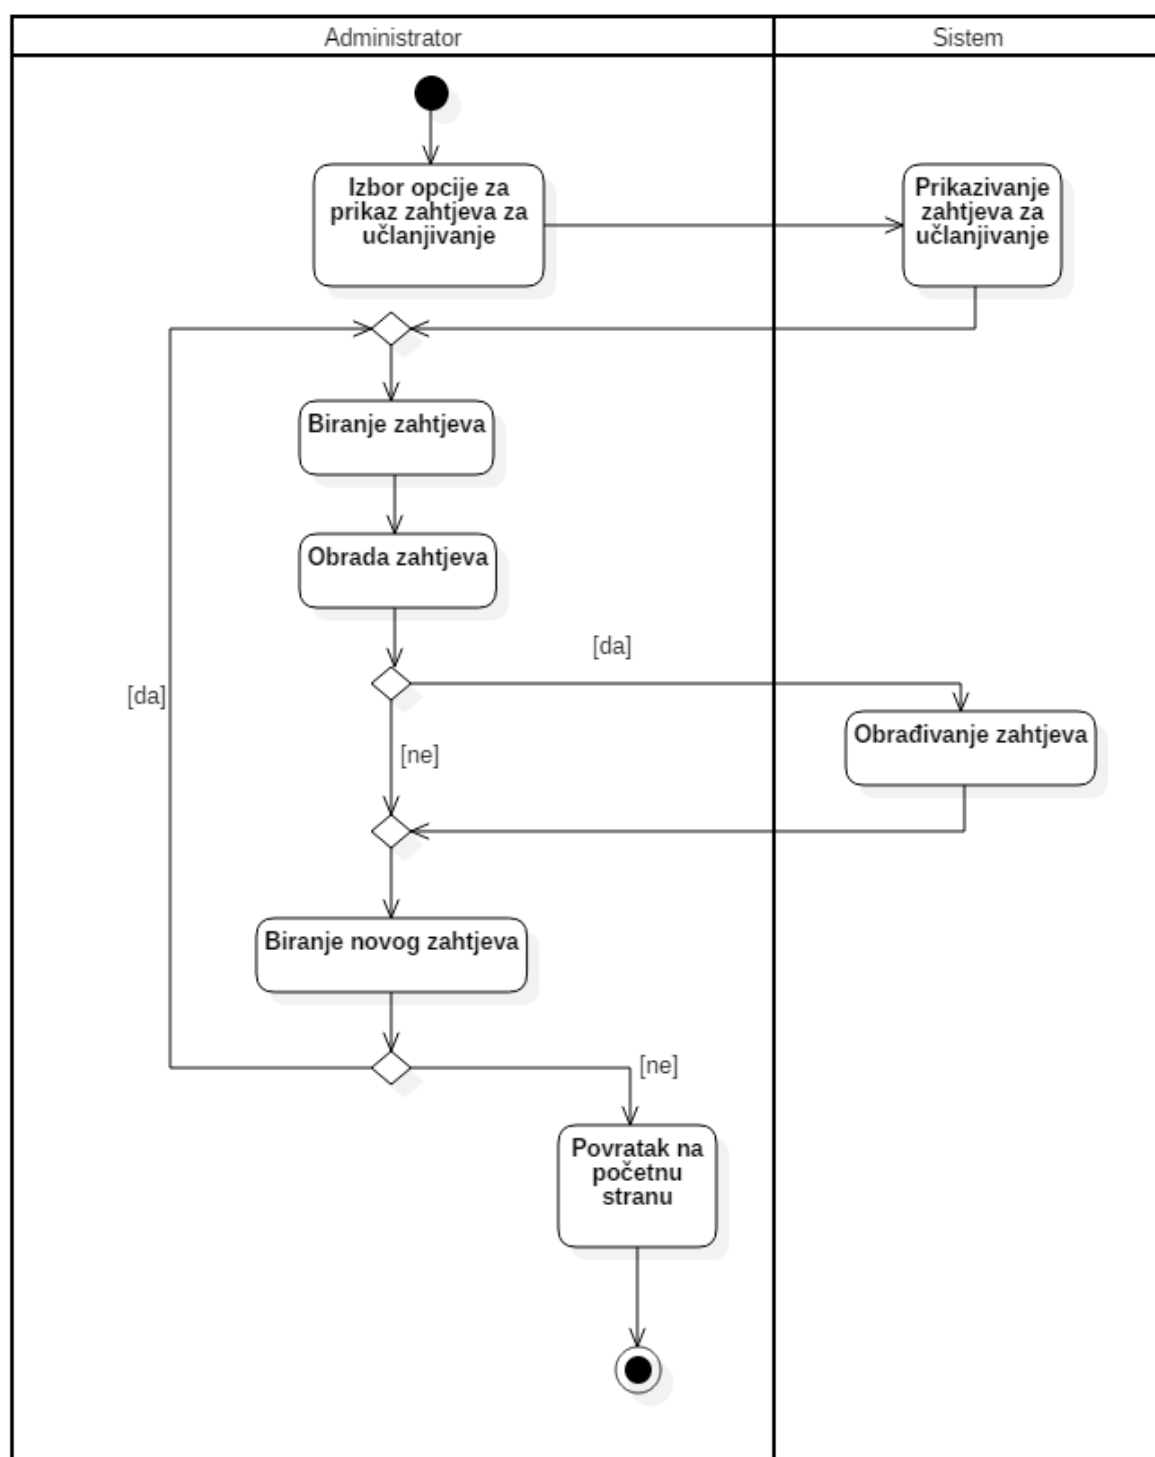 Administrator
Sistem
Izbor opcije za
prikaz zahtjeva za
učlanjivanje
Prikazivanje
zahtjeva za
učlanjivanje
Biranje zahtjeva
Obrada zahtjeva
[da]
[da]
Obrađivanje zahtjeva
[ne]
Biranje novog zahtjeva
[ne]
Povratak na
početnu
stranu